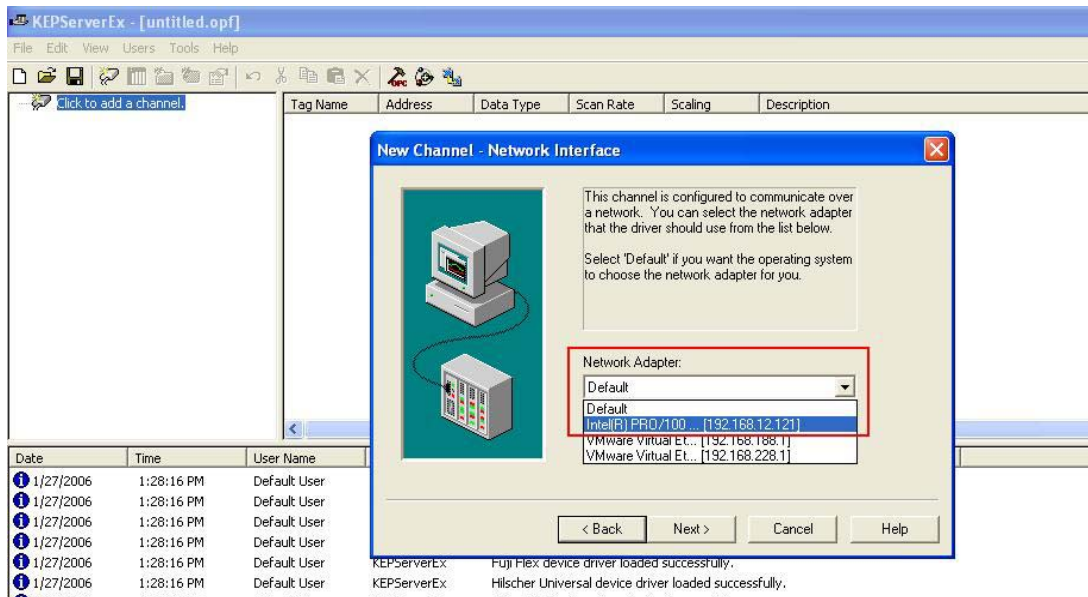 KEPServerEx - [untitled.opf]
File Edit View Users Tools Help
OPC
Click to add a channel.
Tag Name Address Data Type Scan Rate Scaling Description
New Channel - Network Interface
This channel is configured to communicate over
a network. You can select the network adapter
that the driver should use from the list below.
Select 'Default' if you want the operating system
to choose the network adapter for you.
Network Adapter:
Default
Default
Intel(R) PRO/100 ... [192.168.12.121]
VMware Virtual Et... [192.168.188.1]
VMware Virtual Et... [192.168.228.1]
< Back Next > Cancel Help
Date Time User Name
1/27/2006 1:28:16 PM Default User
1/27/2006 1:28:16 PM Default User
1/27/2006 1:28:16 PM Default User
1/27/2006 1:28:16 PM Default User
1/27/2006 1:28:16 PM Default User KEPServerEx Fuji Flex device driver loaded successfully.
1/27/2006 1:28:16 PM Default User KEPServerEx Hilscher Universal device driver loaded successfully.